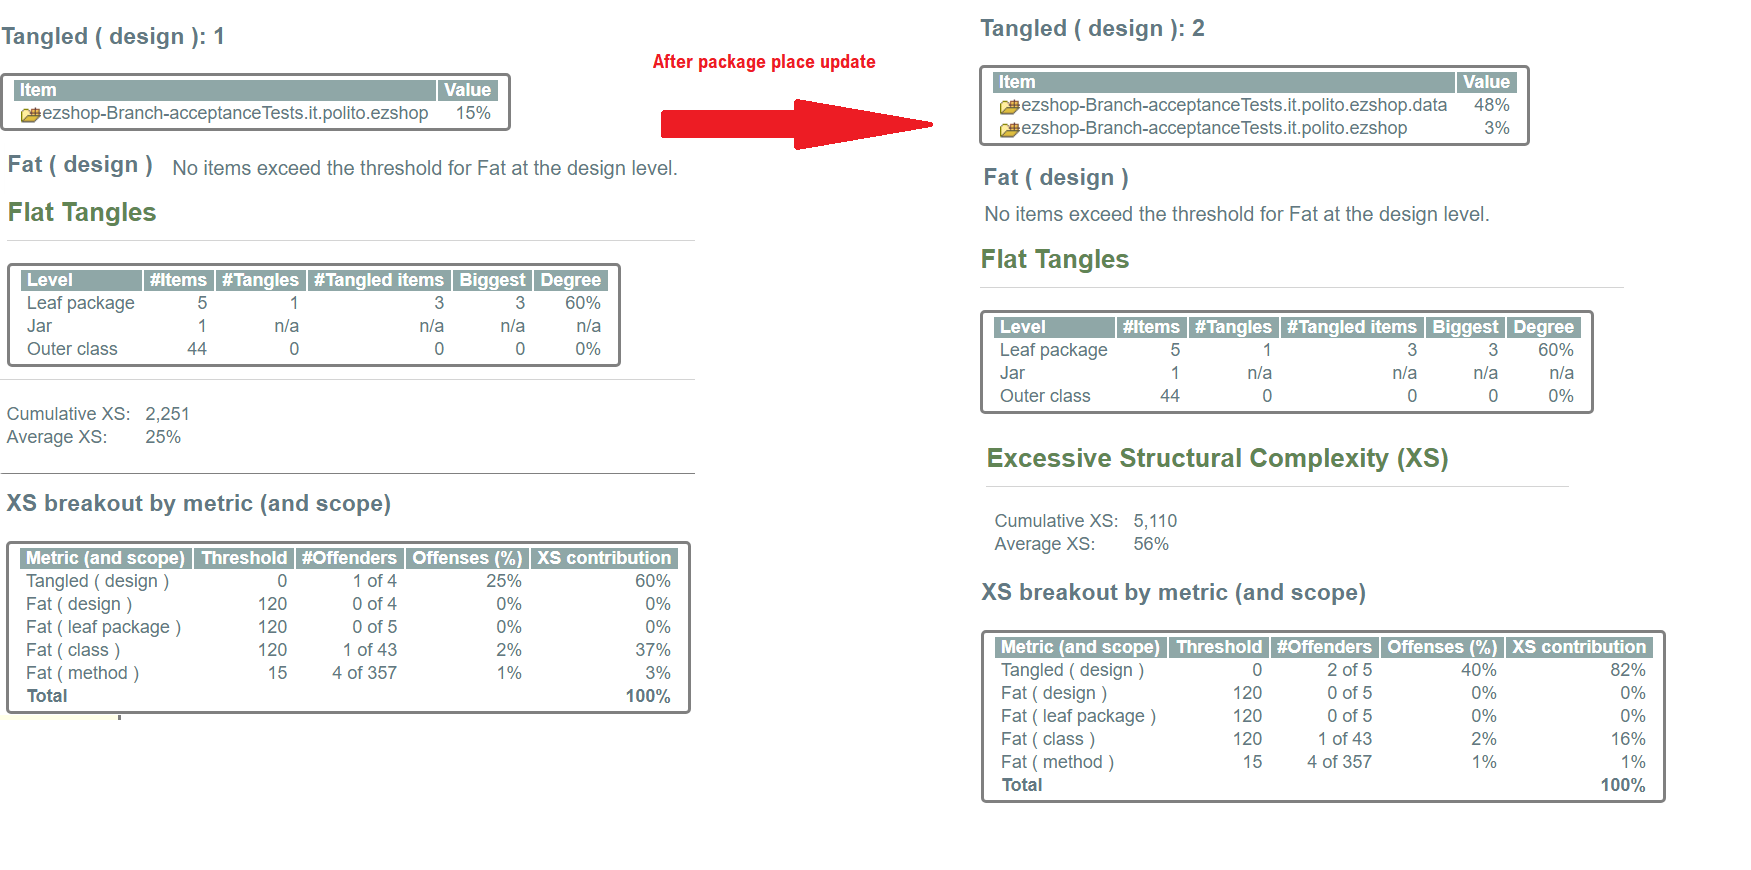 Tangled ( design ): 1
Item Value
ezshop-Branch-acceptanceTests.it.polito.ezshop 15%
Fat ( design ) No items exceed the threshold for Fat at the design level.
Flat Tangles
Level #Items #Tangles #Tangled items Biggest Degree
Leaf package 5 1 3 3 60%
Jar 1 n/a n/a n/a n/a
Outer class 44 0 0 0 0%
Cumulative XS: 2,251
Average XS: 25%
XS breakout by metric (and scope)
Metric (and scope) Threshold #Offenders Offenses (%) XS contribution
Tangled ( design ) 0 1 of 4 25% 60%
Fat ( design ) 120 0 of 4 0% 0%
Fat ( leaf package ) 120 0 of 5 0% 0%
Fat ( class ) 120 1 of 43 2% 37%
Fat ( method ) 15 4 of 357 1% 3%
Total 100%
After package place update
Tangled ( design ): 2
Item Value
ezshop-Branch-acceptanceTests.it.polito.ezshop.data 48%
ezshop-Branch-acceptanceTests.it.polito.ezshop 3%
Fat ( design )
No items exceed the threshold for Fat at the design level.
Flat Tangles
Level #Items #Tangles #Tangled items Biggest Degree
Leaf package 5 1 3 3 60%
Jar 1 n/a n/a n/a n/a
Outer class 44 0 0 0 0%
Excessive Structural Complexity (XS)
Cumulative XS: 5,110
Average XS: 56%
XS breakout by metric (and scope)
Metric (and scope) Threshold #Offenders Offenses (%) XS contribution
Tangled ( design ) 0 2 of 5 40% 82%
Fat ( design ) 120 0 of 5 0% 0%
Fat ( leaf package ) 120 0 of 5 0% 0%
Fat ( class ) 120 1 of 43 2% 16%
Fat ( method ) 15 4 of 357 1% 1%
Total 100%